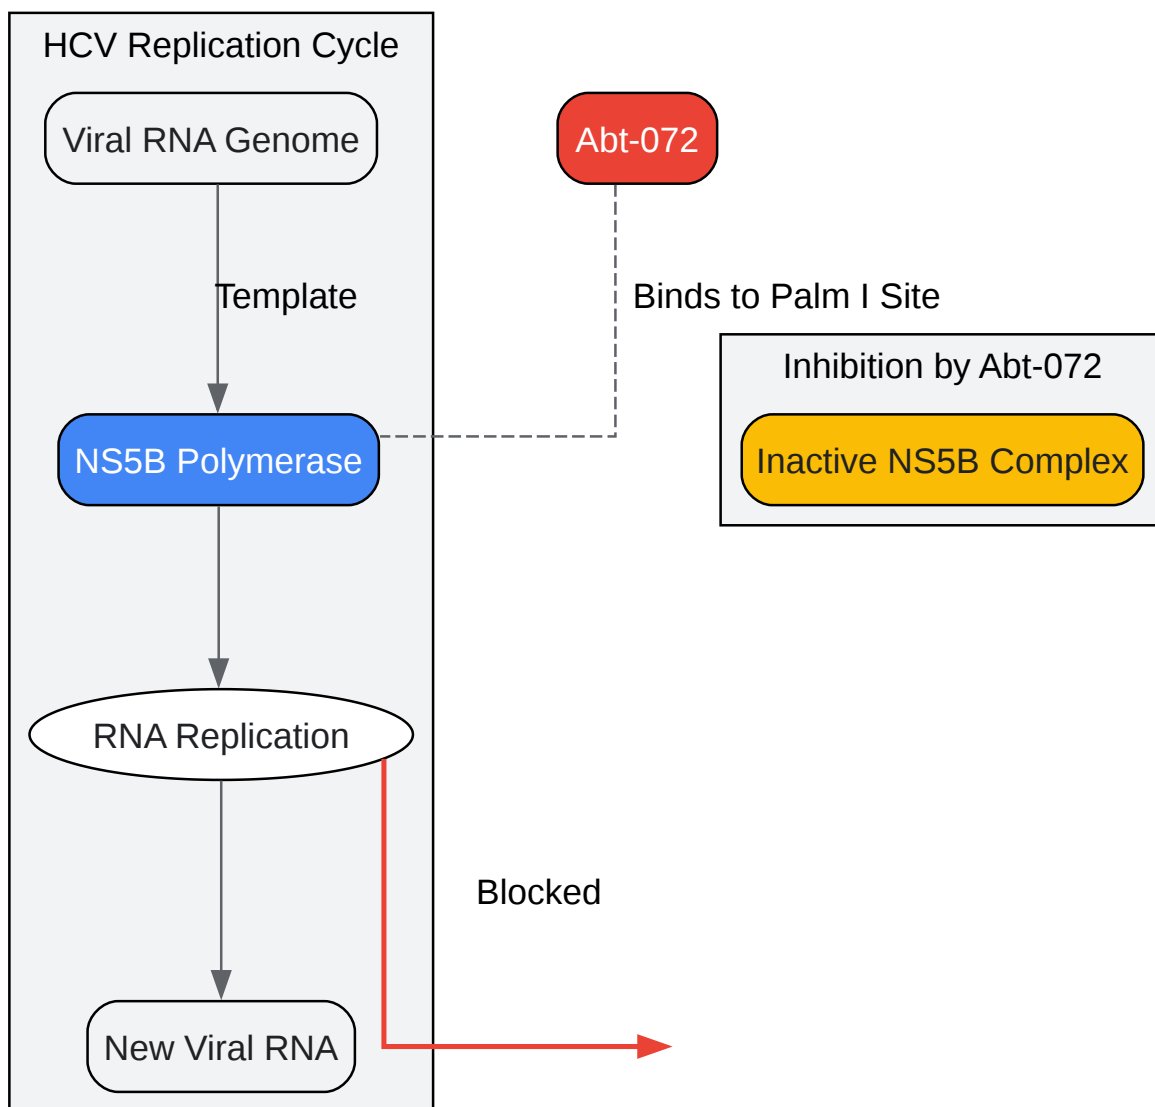 HCV Replication Cycle
Viral RNA Genome
Abt-072
Template
Binds to Palm I Site
Inhibition by Abt-072
NS5B Polymerase
Inactive NS5B Complex
RNA Replication
Blocked
New Viral RNA